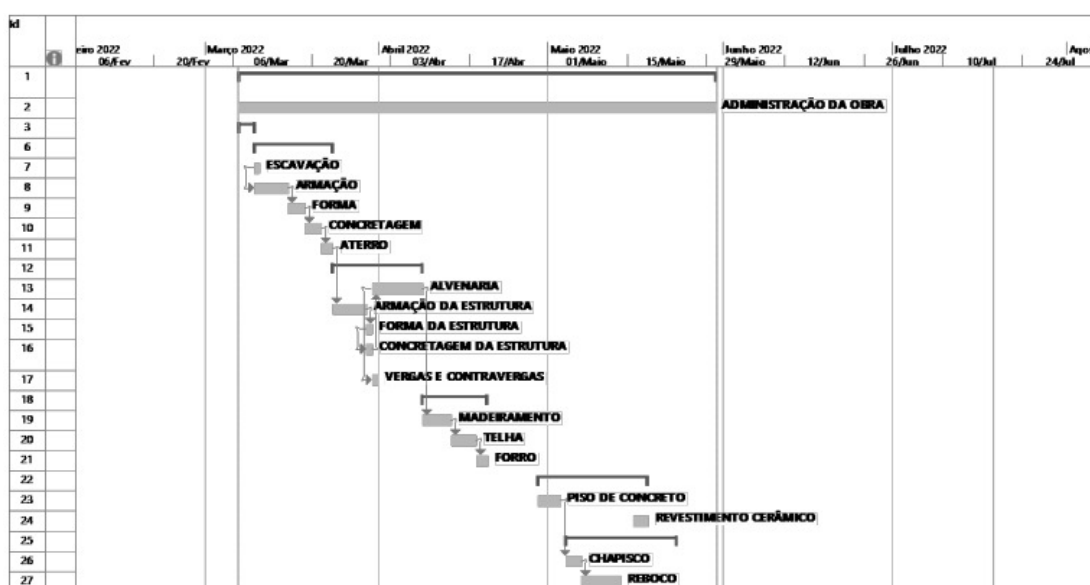 Id
eiro 2022 Março 2022 Abril 2022 Maio 2022 Junho 2022 Julho 2022 Ago
06/Fev 20/Fev 06/Mar 20/Mar 03/Abr 17/Abr 01/Maio 15/Maio 29/Maio 12/Jun 26/Jun 10/Jul 24/Jul
1
2 ADMINISTRAÇÃO DA OBRA
3
6
7 ESCAVAÇÃO
8 ARMAÇÃO
9 FORMA
10 CONCRETAGEM
11 ATERRO
12
13 ALVENARIA
14 ARMAÇÃO DA ESTRUTURA
15 FORMA DA ESTRUTURA
16 CONCRETAGEM DA ESTRUTURA
17 VERGAS E CONTRAVERGAS
18
19 MADEIRAMENTO
20 TELHA
21 FORRO
22
23 PISO DE CONCRETO
24 REVESTIMENTO CERÂMICO
25
26 CHAPISCO
27 REBOCO